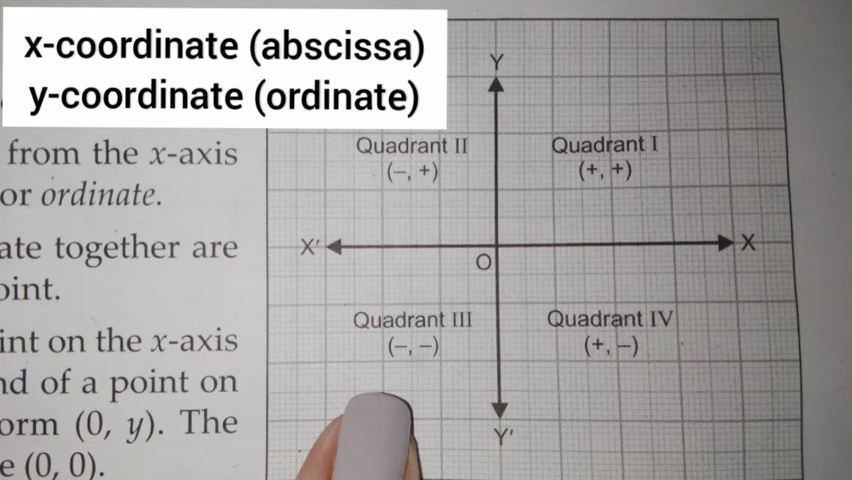 x-coordinate (abscissa)
y-coordinate (ordinate)
from the x-axis
or ordinate.
ate together are
oint.
int on the x-axis
nd of a point on
orm (0, y). The
e (0, 0).
Y
Quadrant II
(–, +)
Quadrant I
(+, +)
X'
X
O
Quadrant III
(–, –)
Quadrant IV
(+, –)
Y'